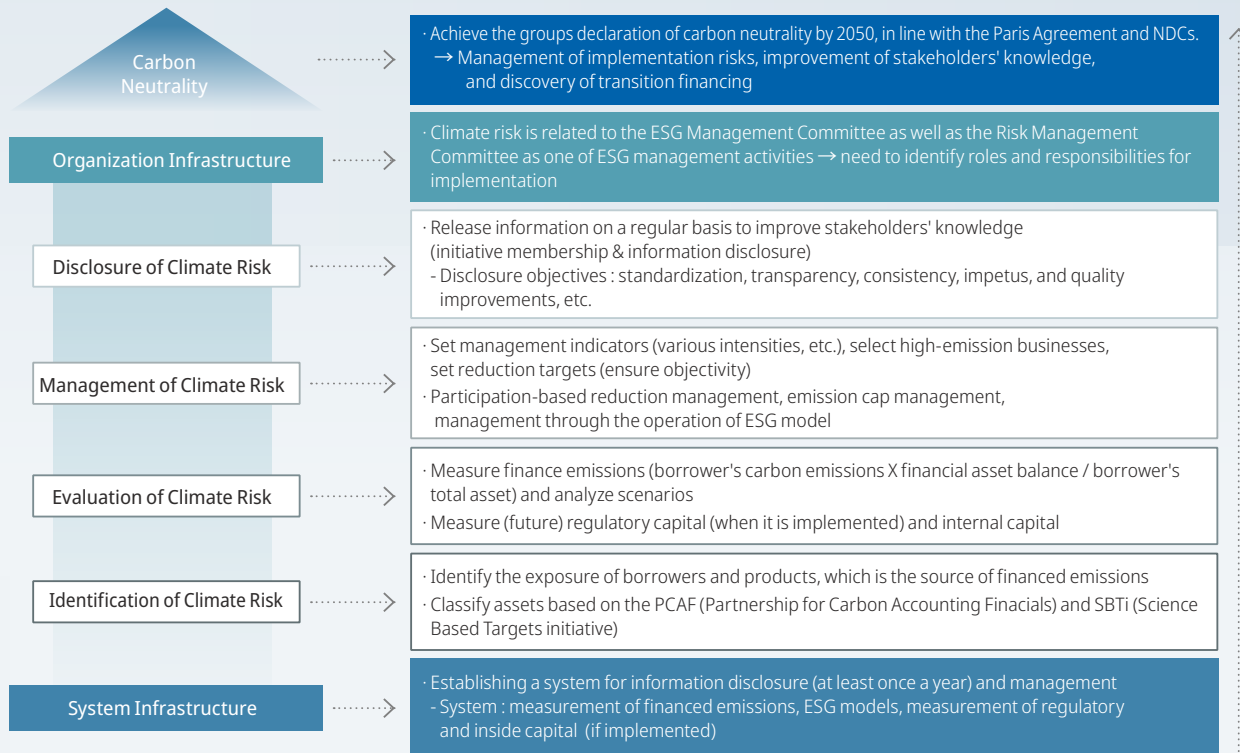 Carbon
Neutrality
· Achieve the groups declaration of carbon neutrality by 2050, in line with the Paris Agreement and NDCs.
→ Management of implementation risks, improvement of stakeholders' knowledge,
and discovery of transition financing
Organization Infrastructure
· Climate risk is related to the ESG Management Committee as well as the Risk Management
Committee as one of ESG management activities → need to identify roles and responsibilities for
implementation
Disclosure of Climate Risk
· Release information on a regular basis to improve stakeholders' knowledge
(initiative membership & information disclosure)
- Disclosure objectives : standardization, transparency, consistency, impetus, and quality
improvements, etc.
Management of Climate Risk
· Set management indicators (various intensities, etc.), select high-emission businesses,
set reduction targets (ensure objectivity)
· Participation-based reduction management, emission cap management,
management through the operation of ESG model
Evaluation of Climate Risk
· Measure finance emissions (borrower's carbon emissions X financial asset balance / borrower's
total asset) and analyze scenarios
· Measure (future) regulatory capital (when it is implemented) and internal capital
Identification of Climate Risk
· Identify the exposure of borrowers and products, which is the source of financed emissions
· Classify assets based on the PCAF (Partnership for Carbon Accounting Finacials) and SBTi (Science
Based Targets initiative)
System Infrastructure
· Establishing a system for information disclosure (at least once a year) and management
- System : measurement of financed emissions, ESG models, measurement of regulatory
and inside capital (if implemented)